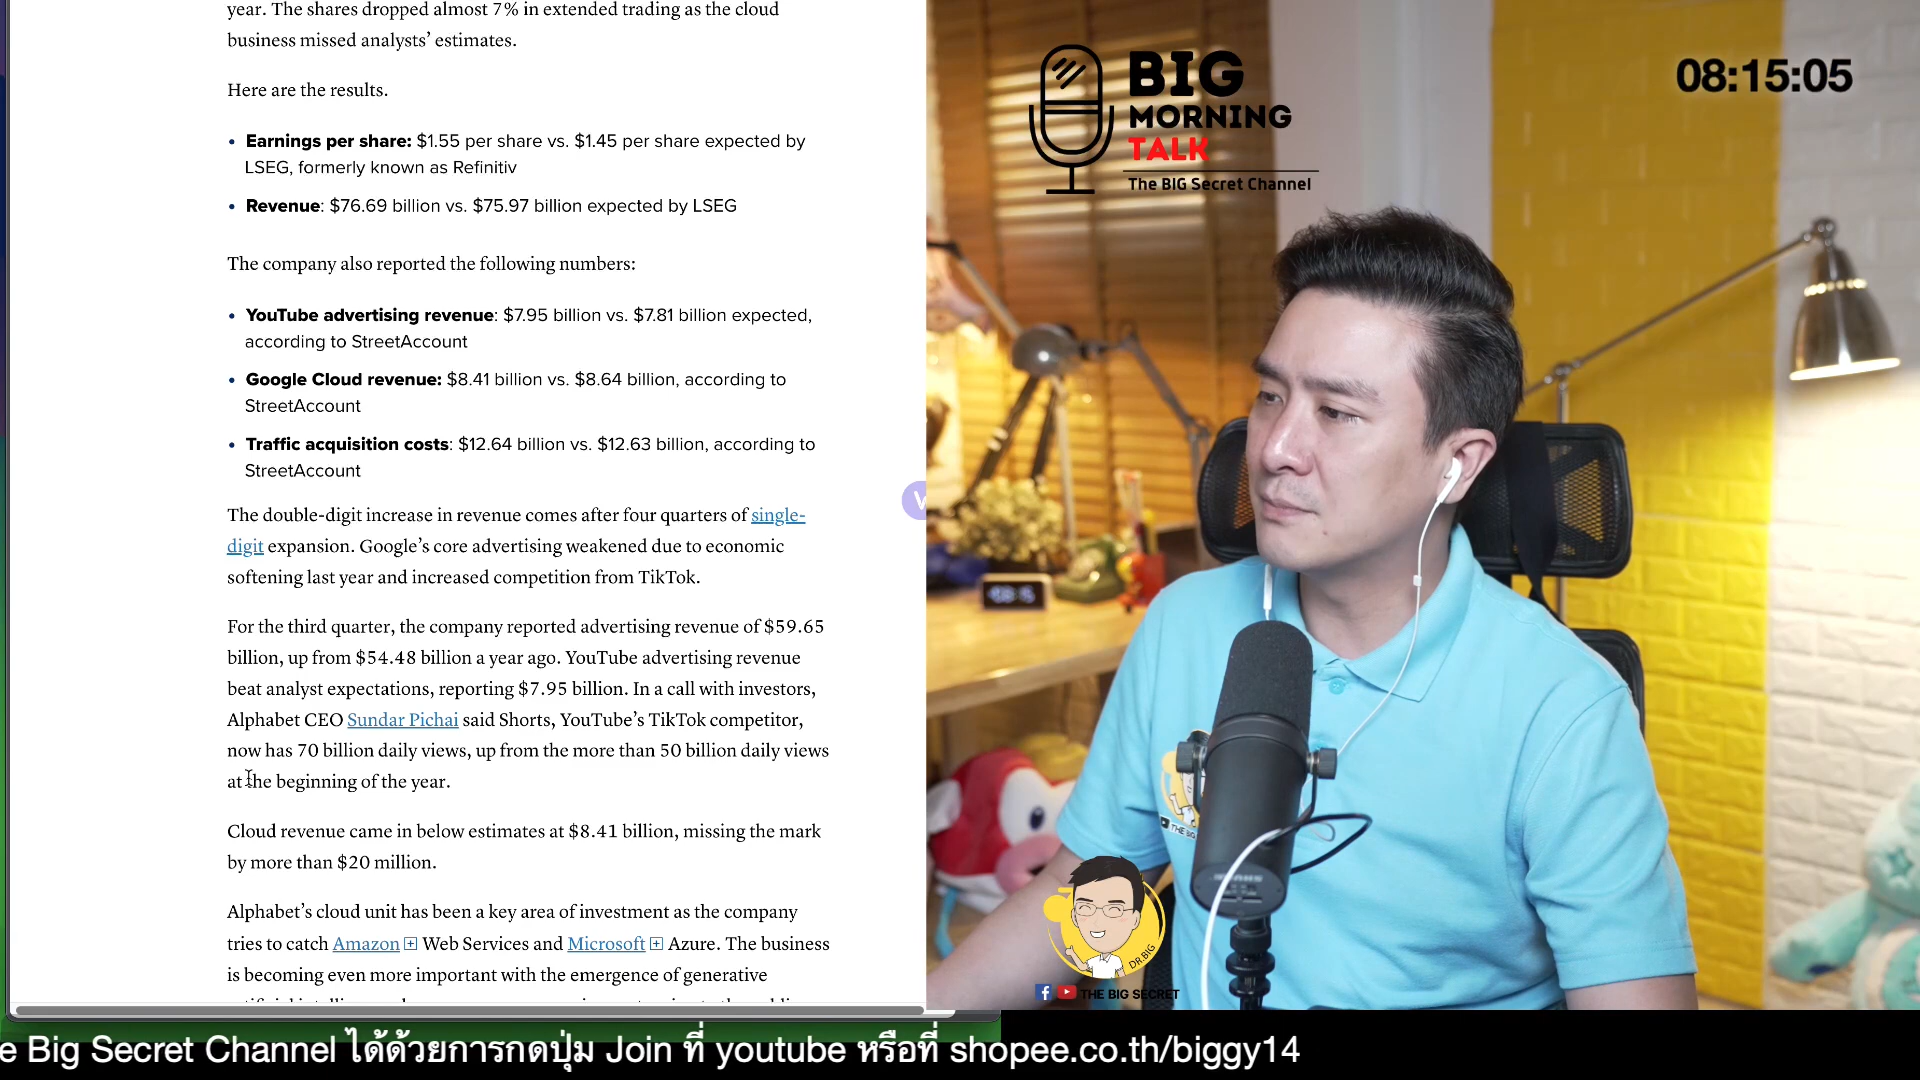 year. The shares dropped almost 7% in extended trading as the cloud
business missed analysts’ estimates.
Here are the results.
• Earnings per share: $1.55 per share vs. $1.45 per share expected by
LSEG, formerly known as Refinitiv
• Revenue: $76.69 billion vs. $75.97 billion expected by LSEG
The company also reported the following numbers:
• YouTube advertising revenue: $7.95 billion vs. $7.81 billion expected,
according to StreetAccount
• Google Cloud revenue: $8.41 billion vs. $8.64 billion, according to
StreetAccount
• Traffic acquisition costs: $12.64 billion vs. $12.63 billion, according to
StreetAccount
The double-digit increase in revenue comes after four quarters of single-
digit expansion. Google’s core advertising weakened due to economic
softening last year and increased competition from TikTok.
For the third quarter, the company reported advertising revenue of $59.65
billion, up from $54.48 billion a year ago. YouTube advertising revenue
beat analyst expectations, reporting $7.95 billion. In a call with investors,
Alphabet CEO Sundar Pichai said Shorts, YouTube’s TikTok competitor,
now has 70 billion daily views, up from the more than 50 billion daily views
at the beginning of the year.
Cloud revenue came in below estimates at $8.41 billion, missing the mark
by more than $20 million.
Alphabet’s cloud unit has been a key area of investment as the company
tries to catch Amazon Web Services and Microsoft Azure. The business
is becoming even more important with the emergence of generative
BIG
MORNING
TALK
The BIG Secret Channel
08:15:05
DR.BIG
THE BIG SECRET
e Big Secret Channel ได้ด้วยการกดปุ่ม Join ที่ youtube หรือที่ shopee.co.th/biggy14